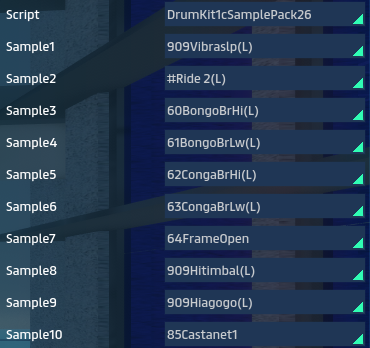 Script DrumKit1cSamplePack26
Sample1 909Vibraslp(L)
Sample2 #Ride 2(L)
Sample3 60BongoBrHi(L)
Sample4 61BongoBrLw(L)
Sample5 62CongaBrHi(L)
Sample6 63CongaBrLw(L)
Sample7 64FrameOpen
Sample8 909Hitimbal(L)
Sample9 909Hiagogo(L)
Sample10 85Castanet1